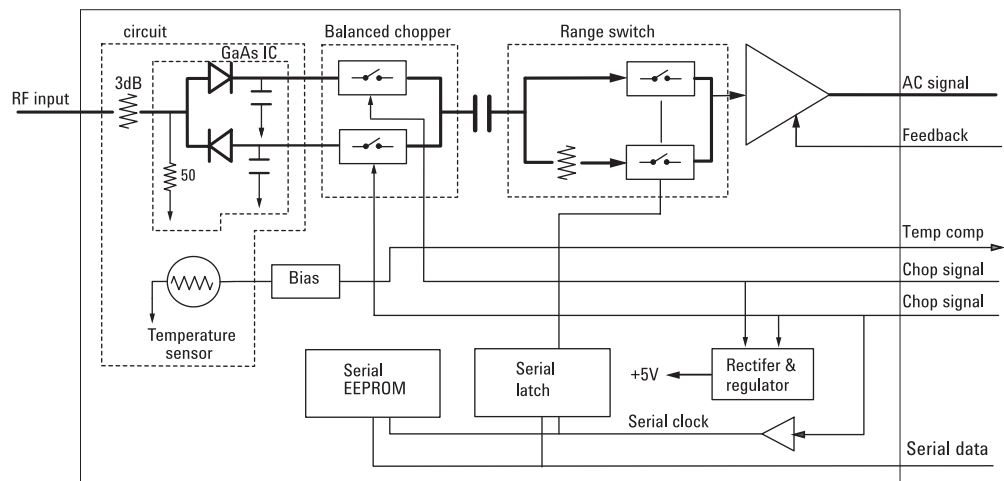 circuit
Balanced chopper
Range switch
GaAs IC
3dB
RF input
AC signal
Feedback
50
Temp comp
Bias
Chop signal
Chop signal
Temperature
sensor
Serial
EEPROM
Serial
latch
+5V
Rectifer &
regulator
Serial clock
Serial data